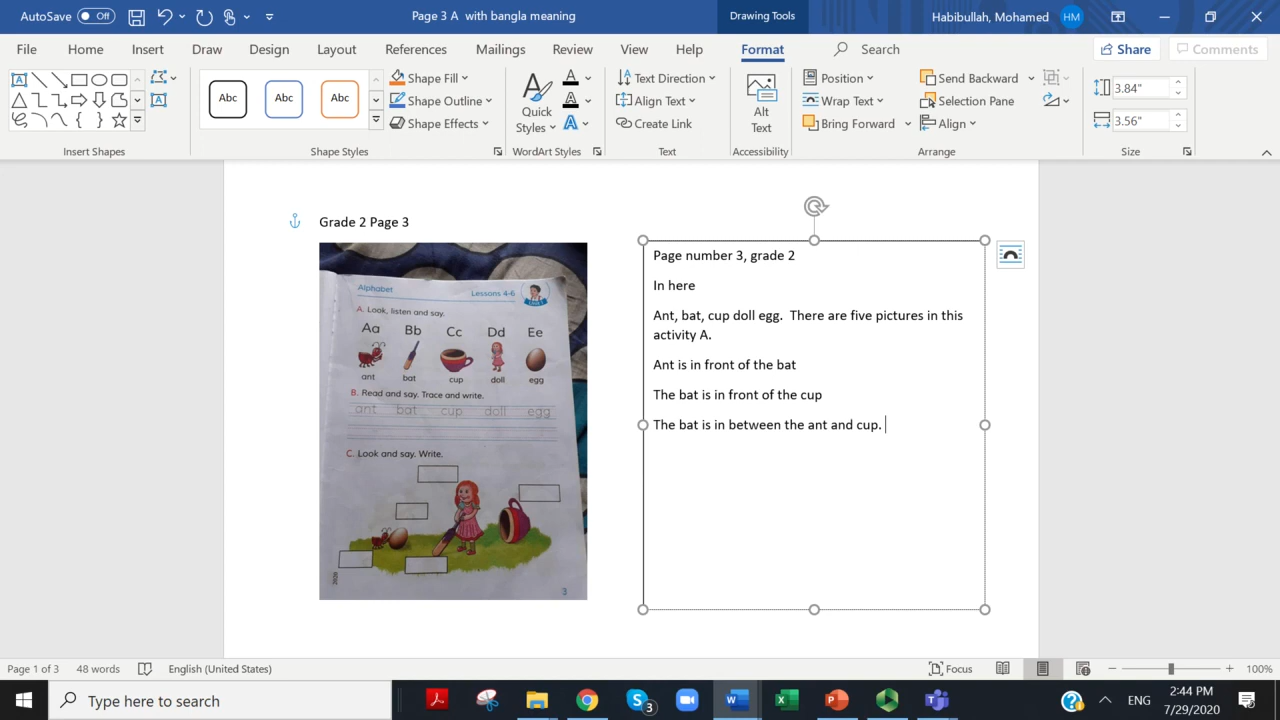 AutoSave Off
Page 3 A with bangla meaning
Drawing Tools
Habibullah, Mohamed HM
File Home Insert Draw Design Layout References Mailings Review View Help Format Search
Share Comments
Abc Abc Abc
Shape Fill
Shape Outline
Shape Effects
Quick Styles
Text Direction
Align Text
Create Link
Alt Text
Position
Wrap Text
Bring Forward
Send Backward
Selection Pane
Align
3.84"
3.56"
Insert Shapes Shape Styles WordArt Styles Text Accessibility Arrange Size
Grade 2 Page 3
Alphabet Lessons 4-6
A. Look, listen and say.
Aa Bb Cc Dd Ee
ant bat cup doll egg
B. Read and say. Trace and write.
ant bat cup doll egg
C. Look and say. Write.
2020
3
Page number 3, grade 2
In here
Ant, bat, cup doll egg. There are five pictures in this
activity A.
Ant is in front of the bat
The bat is in front of the cup
The bat is in between the ant and cup.
Page 1 of 3 48 words English (United States)
Focus 100%
Type here to search
3
ENG
2:44 PM
7/29/2020